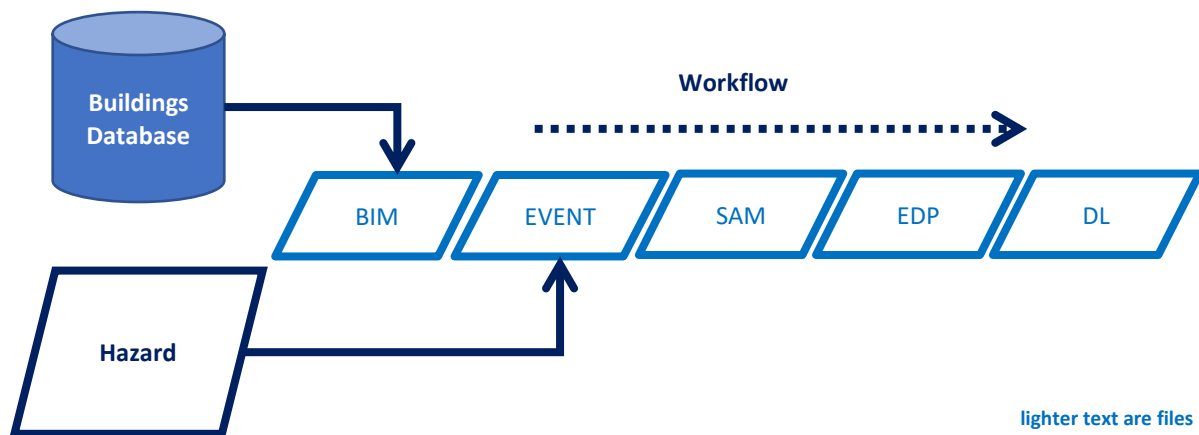 Buildings
Database
Workflow
BIM
EVENT
SAM
EDP
DL
Hazard
lighter text are files